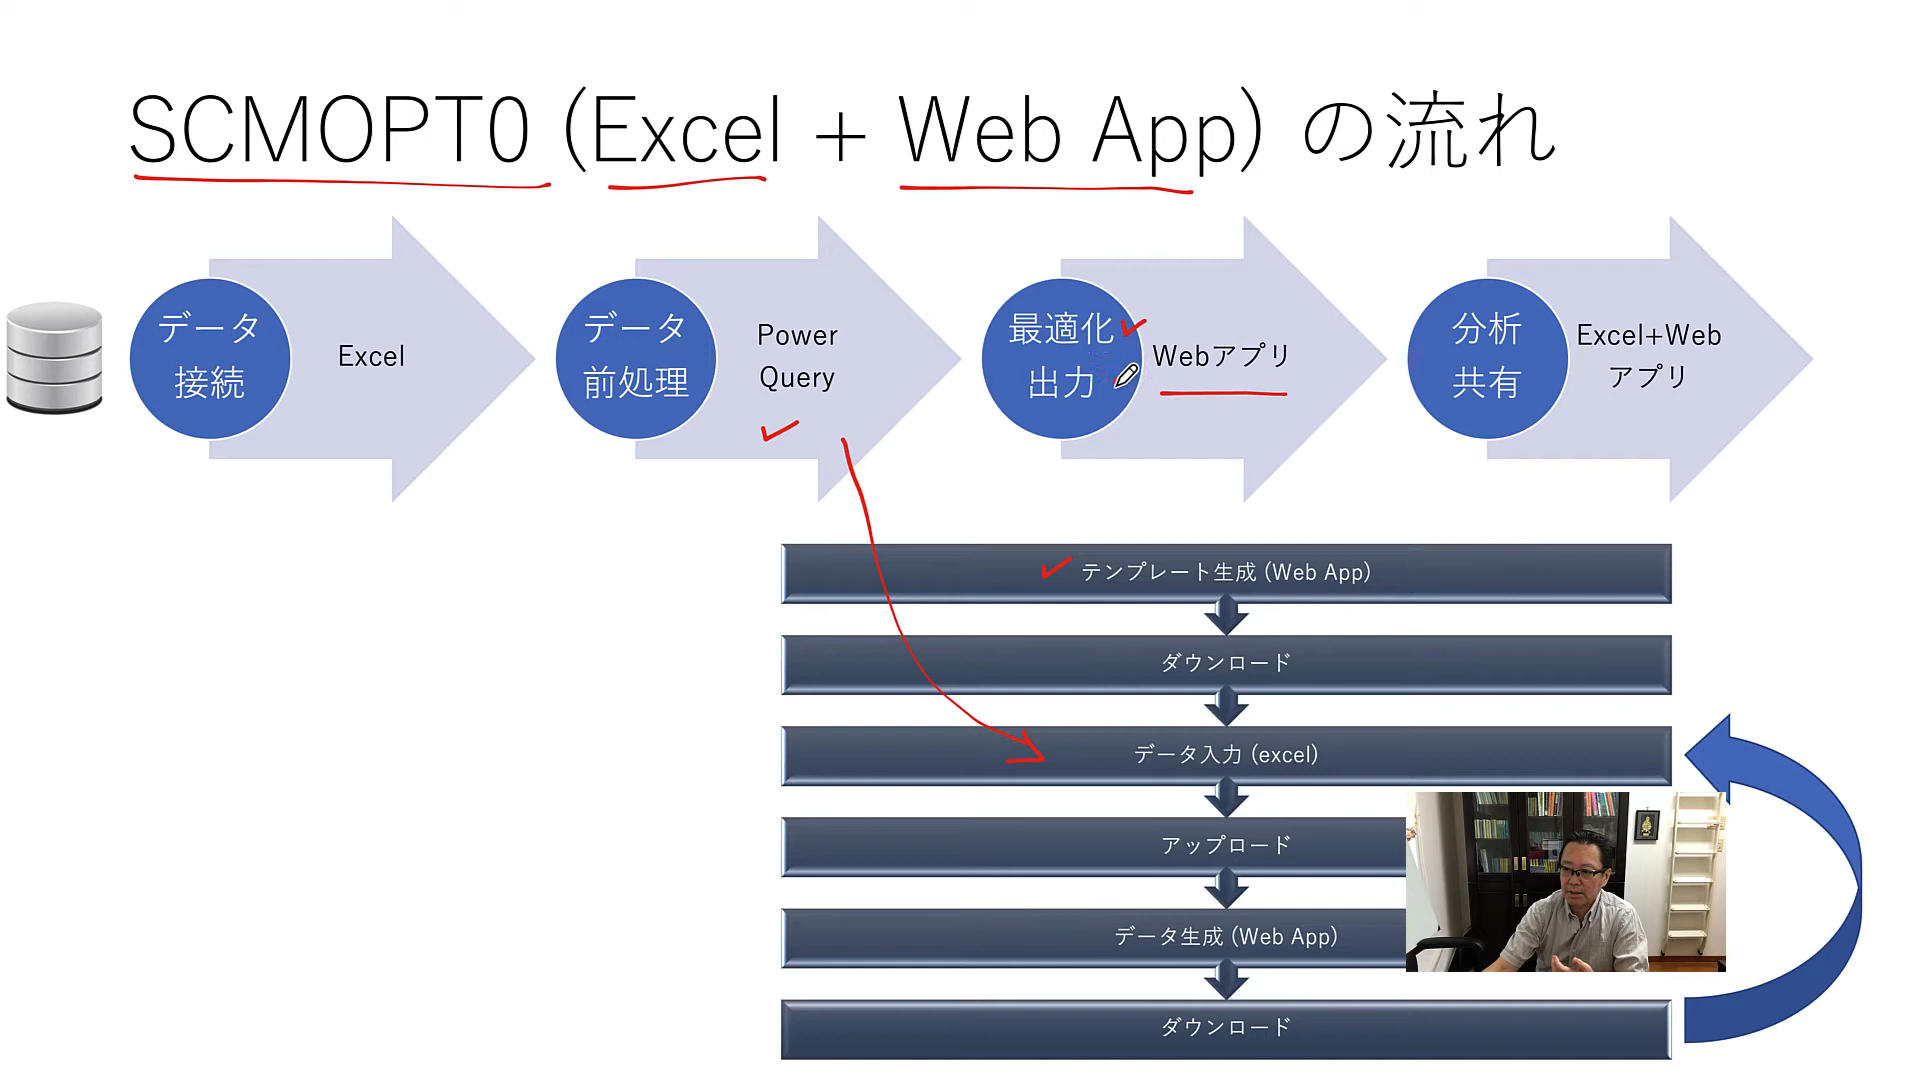 SCMOPT0 (Excel + Web App) の流れ
データ
接続
Excel
データ
前処理
Power
Query
最適化
出力
Webアプリ
分析
共有
Excel+Web
アプリ
テンプレート生成 (Web App)
ダウンロード
データ入力 (excel)
アップロード
データ生成 (Web App)
ダウンロード